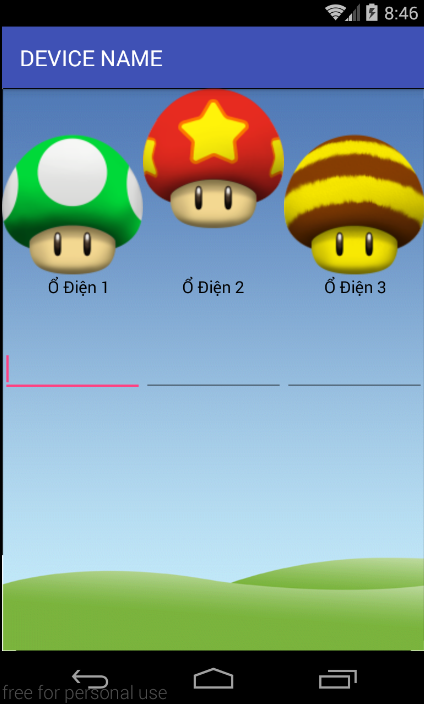 8:46
DEVICE NAME
Ổ Điện 1 Ổ Điện 2 Ổ Điện 3
free for personal use